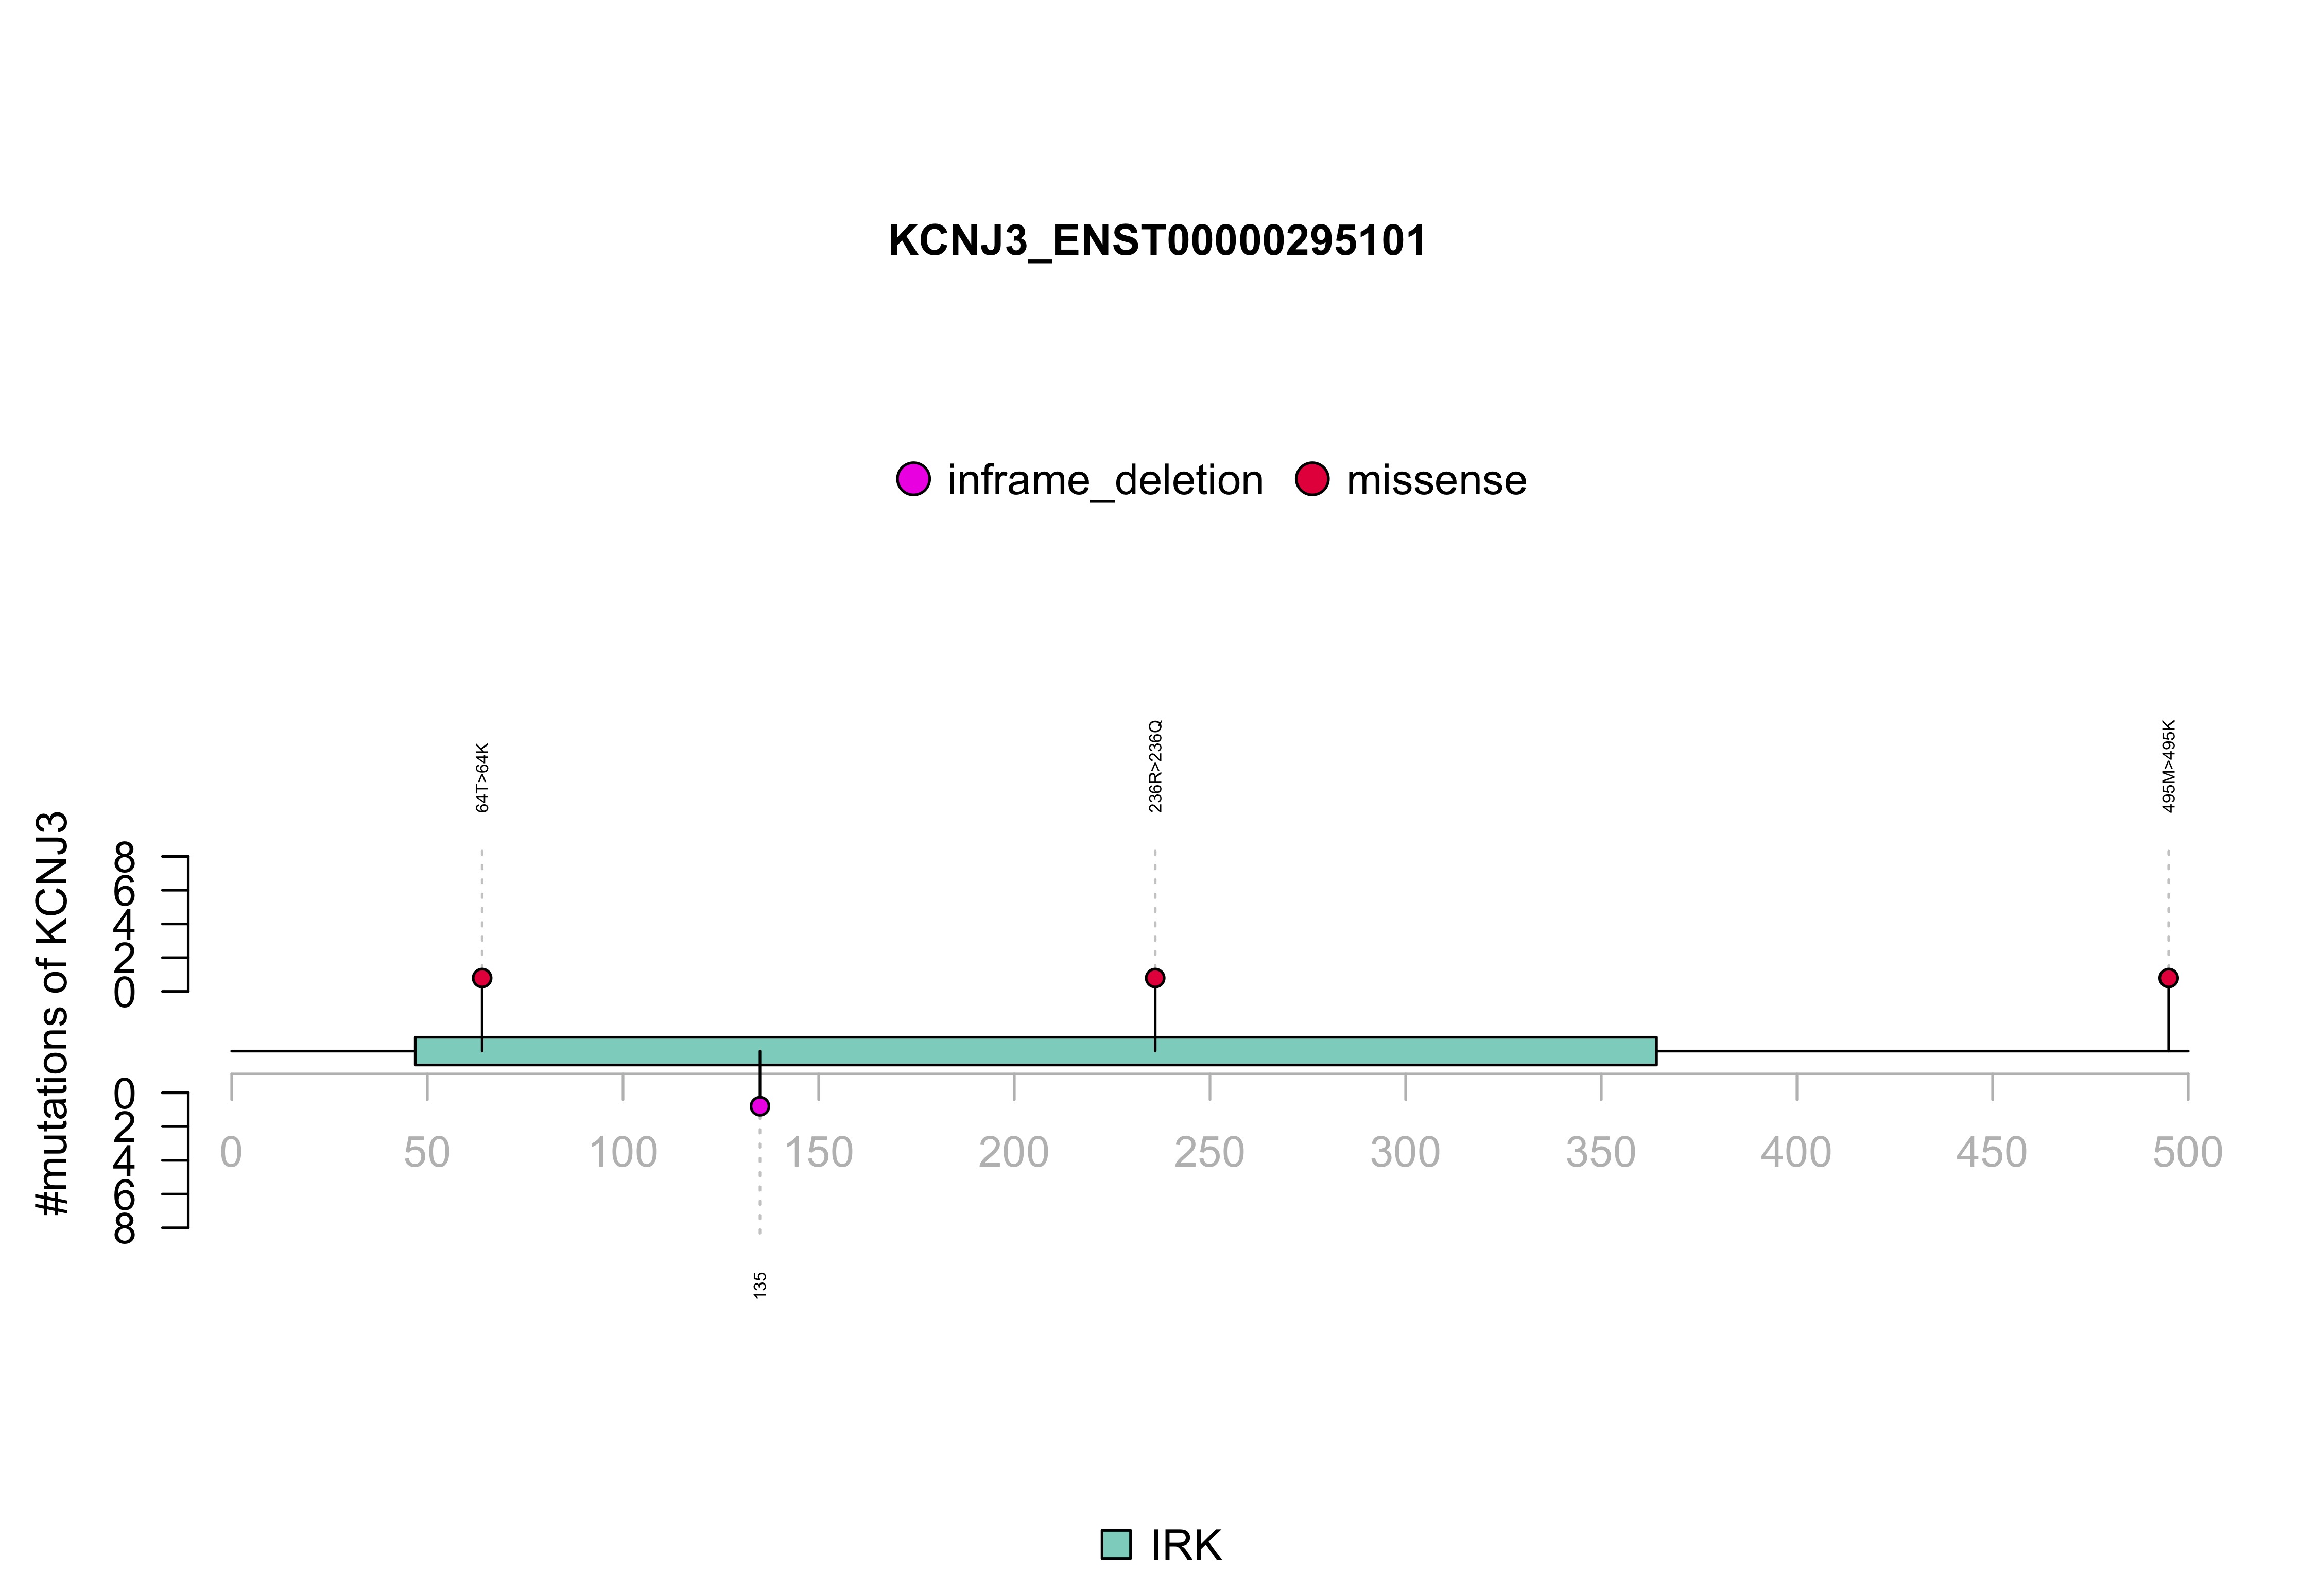 KCNJ3_ENST00000295101
inframe_deletion missense
64T>64K
236R>236Q
495M>495K
#mutations of KCNJ3
8
6
4
2
0
0
2
4
6
8
0 50 100 150 200 250 300 350 400 450 500
135
IRK